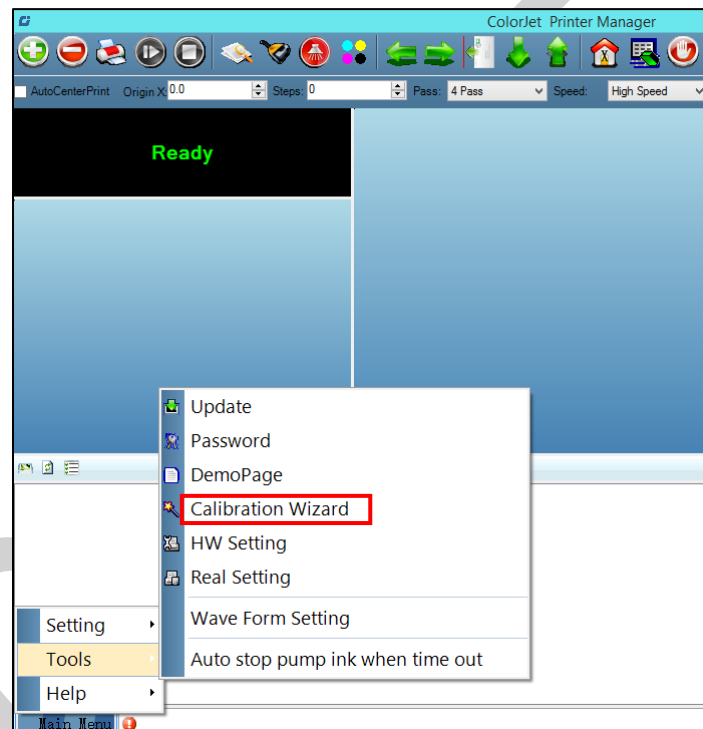 ColorJet Printer Manager
AutoCenterPrint Origin X: 0.0 Steps: 0 Pass: 4 Pass Speed: High Speed
Ready
Update
Password
DemoPage
Calibration Wizard
HW Setting
Real Setting
Wave Form Setting
Auto stop pump ink when time out
Setting
Tools
Help
Main Menu